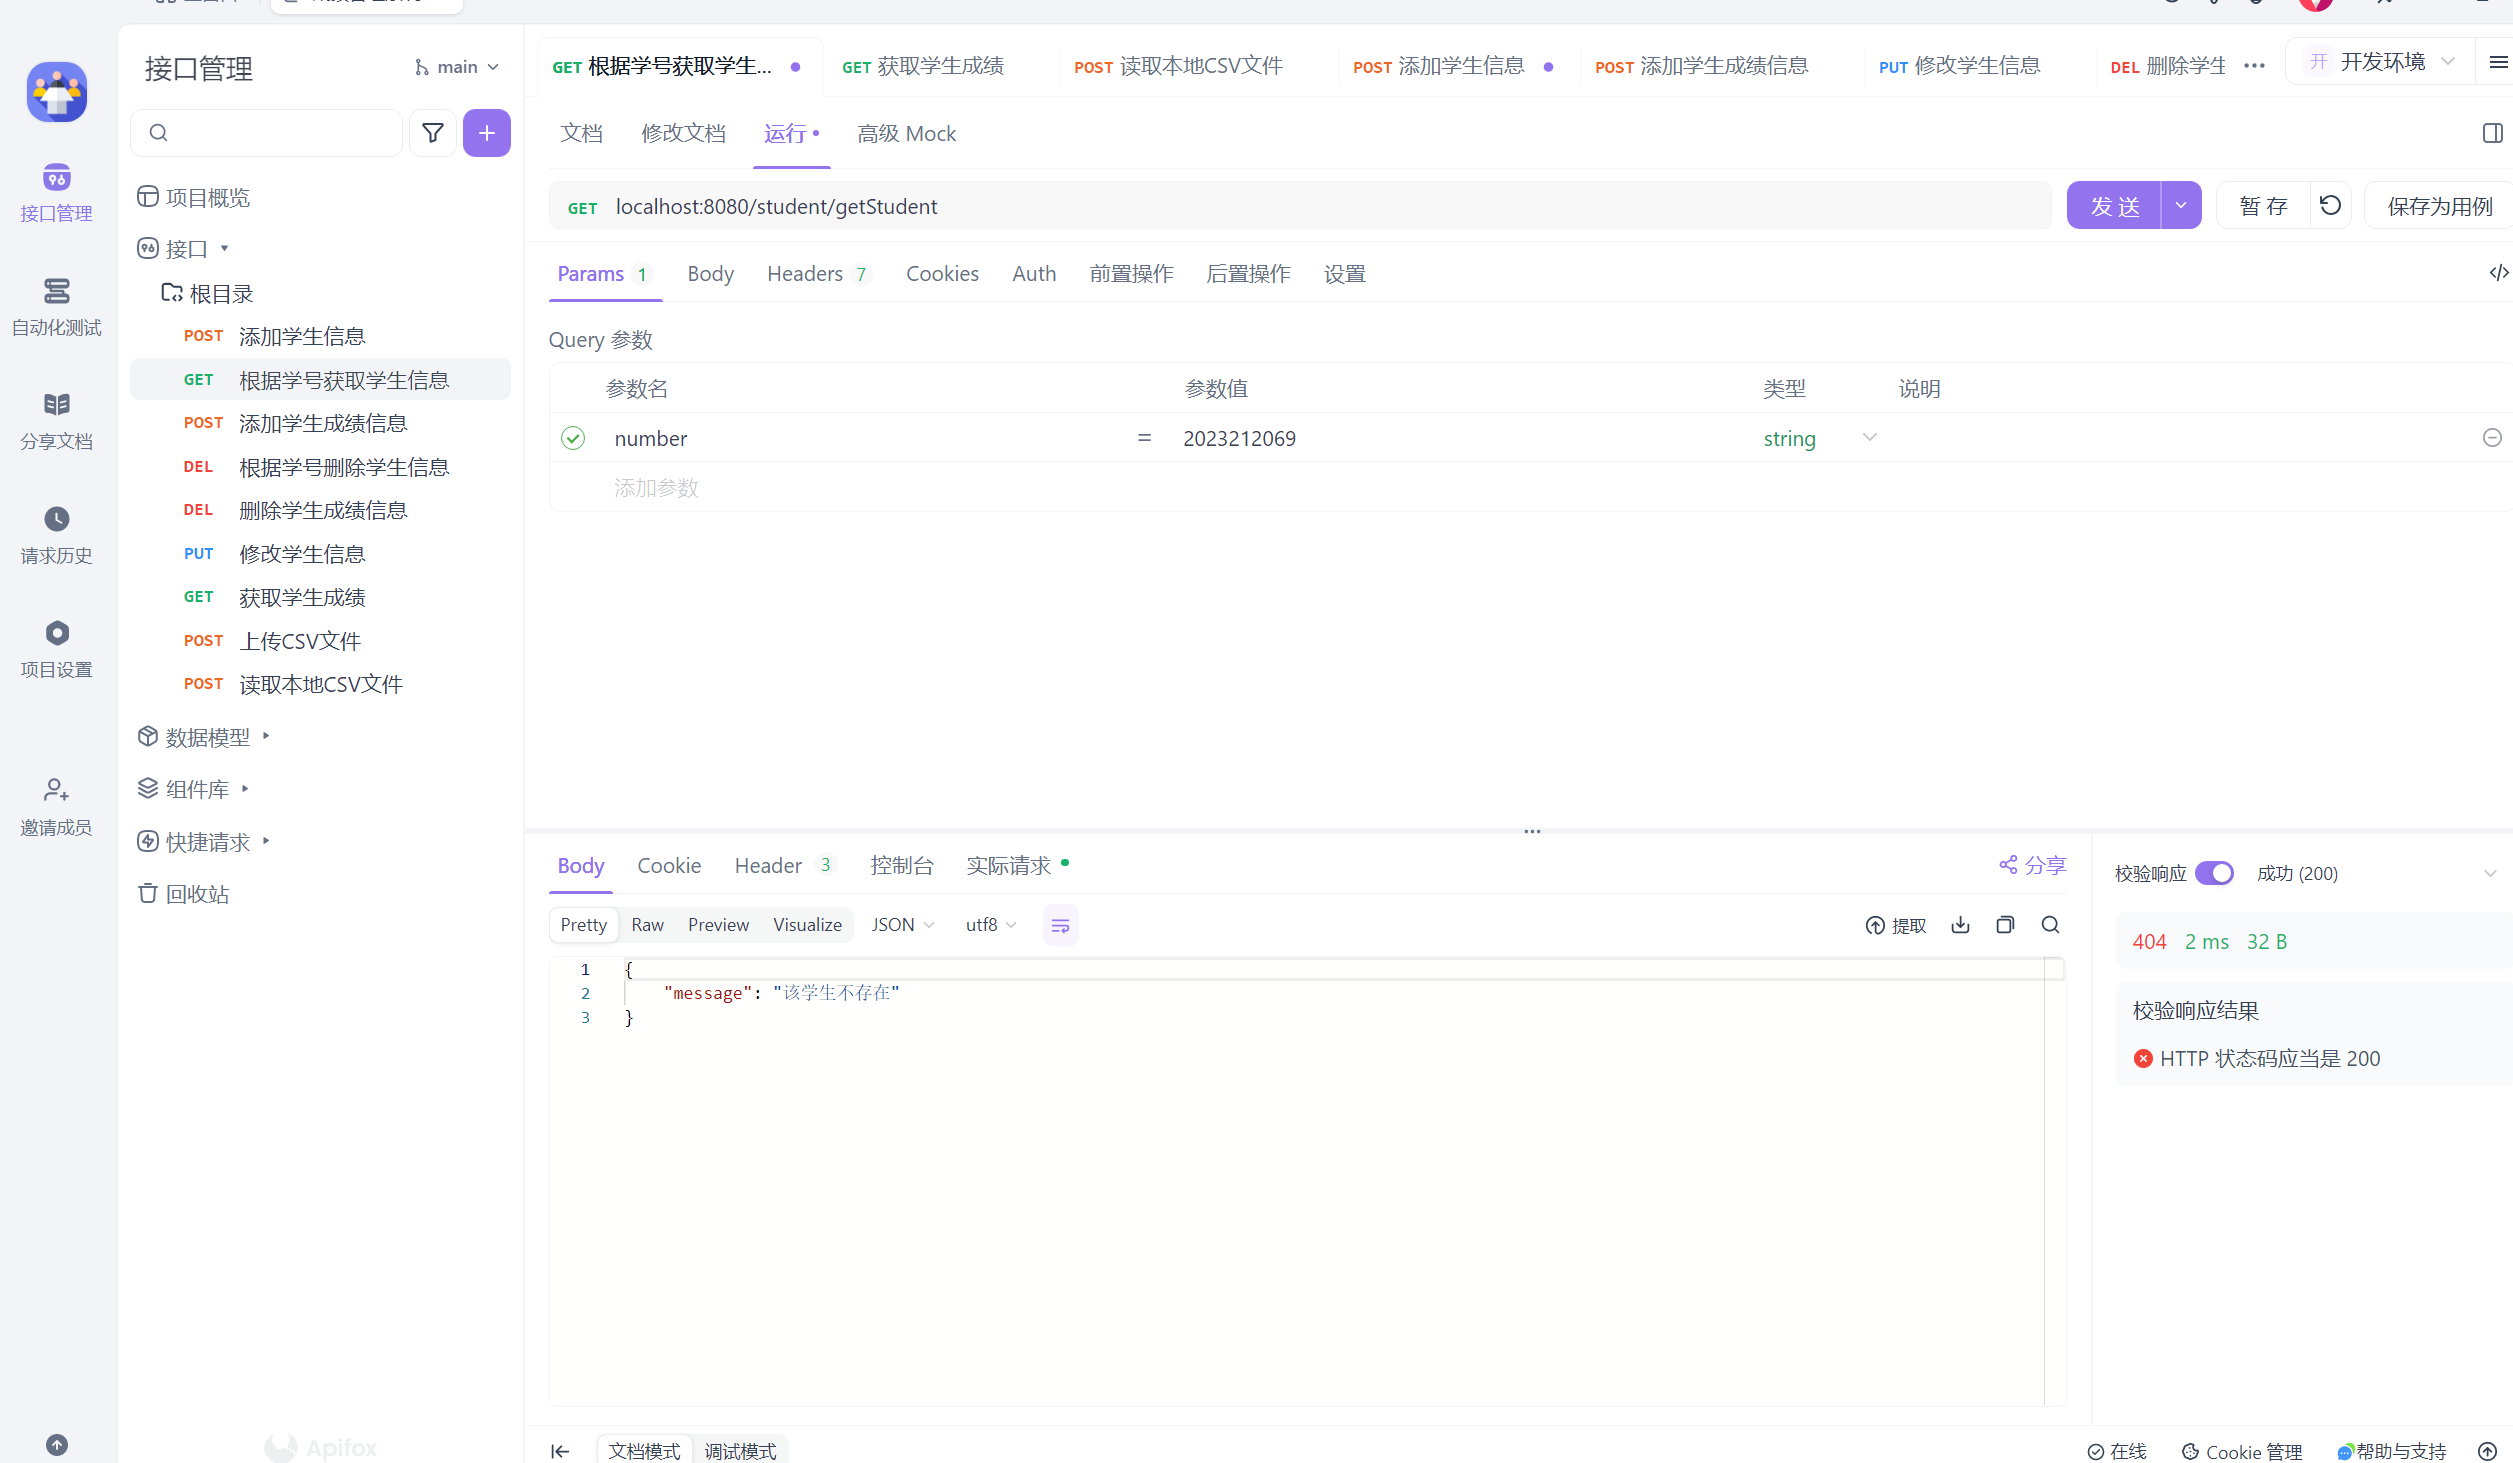 接口管理
main
接口管理
自动化测试
分享文档
请求历史
项目设置
邀请成员
项目概览
接口
根目录
POST 添加学生信息
GET 根据学号获取学生信息
POST 添加学生成绩信息
DEL 根据学号删除学生信息
DEL 删除学生成绩信息
PUT 修改学生信息
GET 获取学生成绩
POST 上传CSV文件
POST 读取本地CSV文件
数据模型
组件库
快捷请求
回收站
Apifox
GET 根据学号获取学生... GET 获取学生成绩 POST 读取本地CSV文件 POST 添加学生信息 POST 添加学生成绩信息 PUT 修改学生信息 DEL 删除学生 ... 开 开发环境
文档 修改文档 运行 高级 Mock
GET localhost:8080/student/getStudent 发 送 暂 存 保存为用例
Params 1 Body Headers 7 Cookies Auth 前置操作 后置操作 设置
Query 参数
参数名 参数值 类型 说明
number = 2023212069 string
添加参数
Body Cookie Header 3 控制台 实际请求 分享
Pretty Raw Preview Visualize JSON utf8 提取
1 {
2 "message": "该学生不存在"
3 }
校验响应 成功 (200)
404 2 ms 32 B
校验响应结果
HTTP 状态码应当是 200
文档模式 调试模式
在线 Cookie 管理 帮助与支持